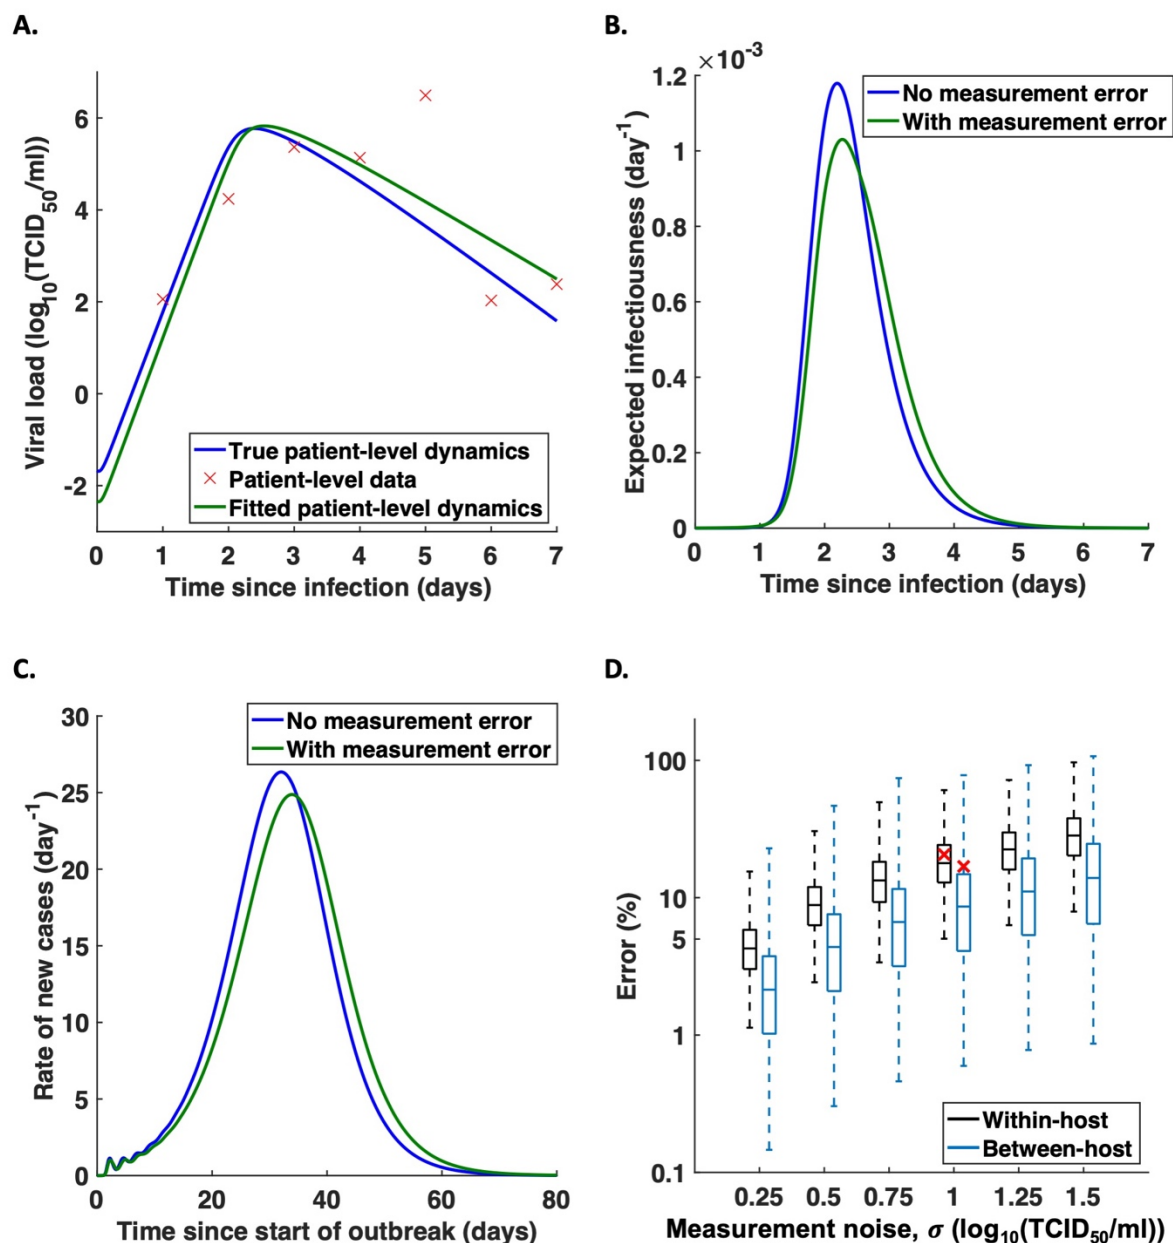 A.
Viral load (log10(TCID50/ml))
6
4
2
0
-2
True patient-level dynamics
Patient-level data
Fitted patient-level dynamics
0 1 2 3 4 5 6 7
Time since infection (days)
B.
×10⁻³
Expected infectiousness (day⁻¹)
1.2
1
0.8
0.6
0.4
0.2
0
No measurement error
With measurement error
0 1 2 3 4 5 6 7
Time since infection (days)
C.
Rate of new cases (day⁻¹)
30
25
20
15
10
5
0
No measurement error
With measurement error
0 20 40 60 80
Time since start of outbreak (days)
D.
Error (%)
100
10
5
1
0.1
Within-host
Between-host
0.25 0.5 0.75 1 1.25 1.5
Measurement noise, σ (log10(TCID50/ml))